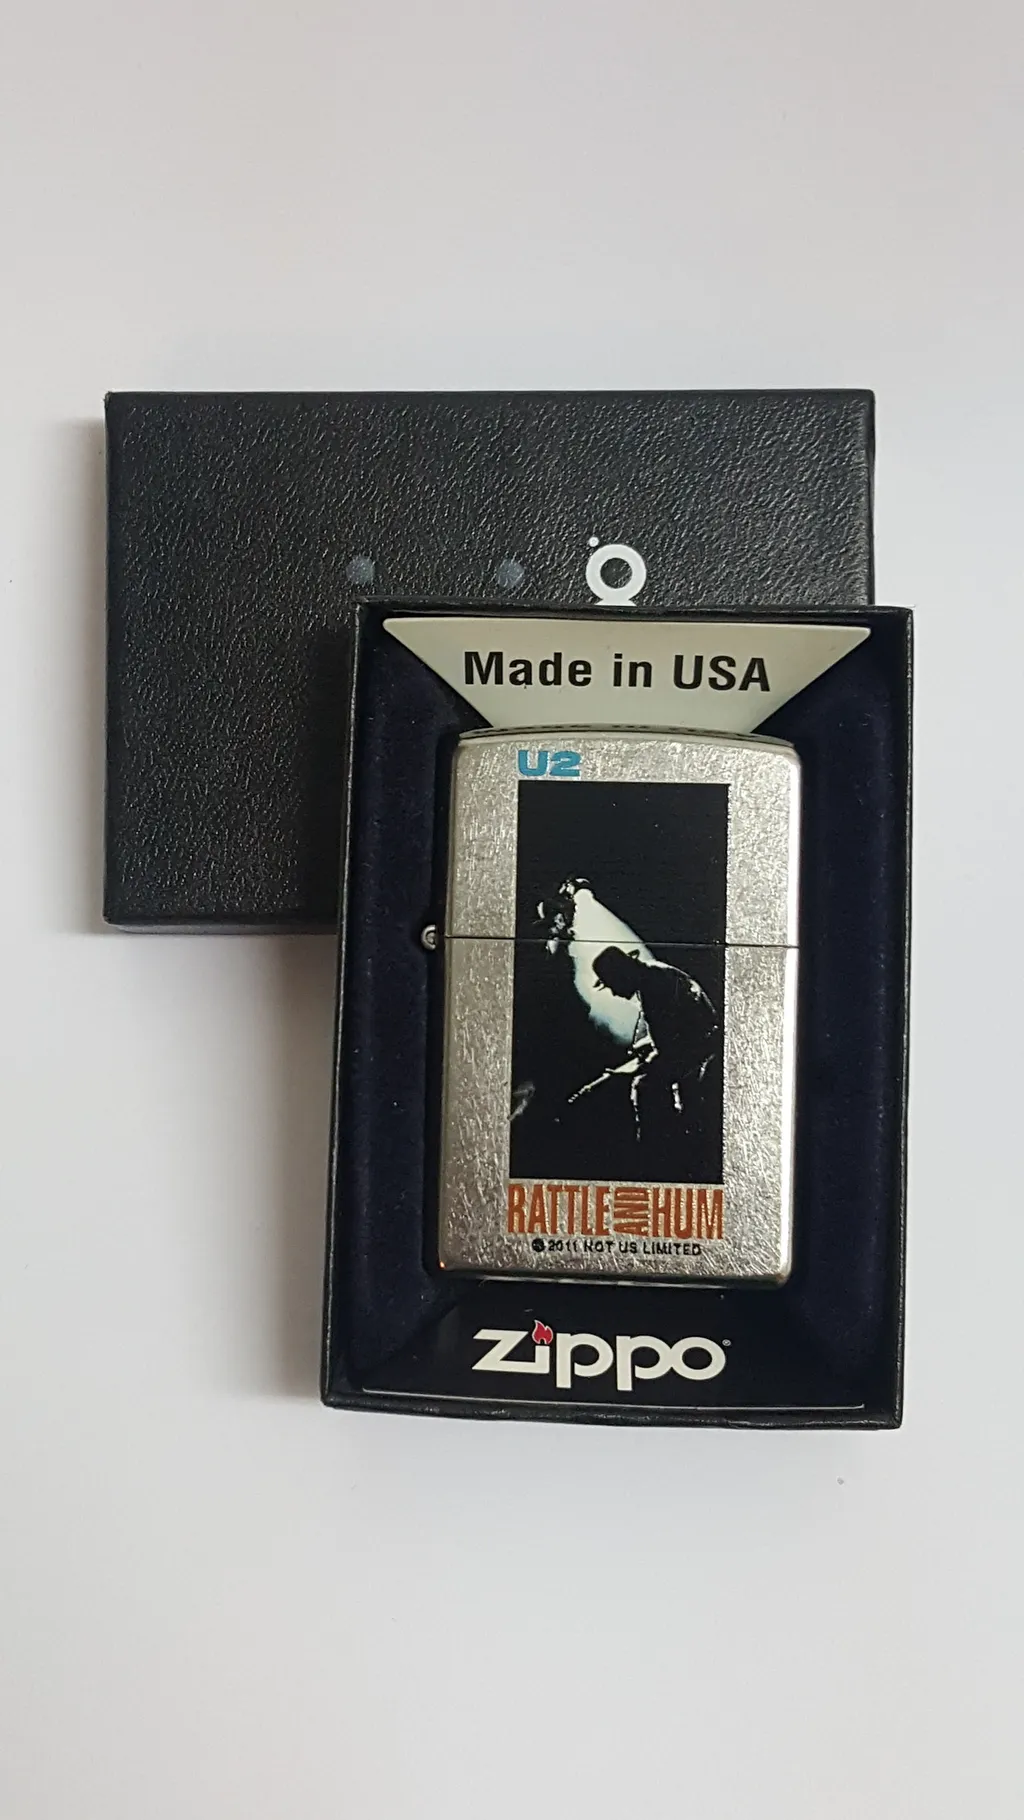 Made in USA
U2
RATTLE AND HUM
© 2011 NOT US LIMITED
zippo®